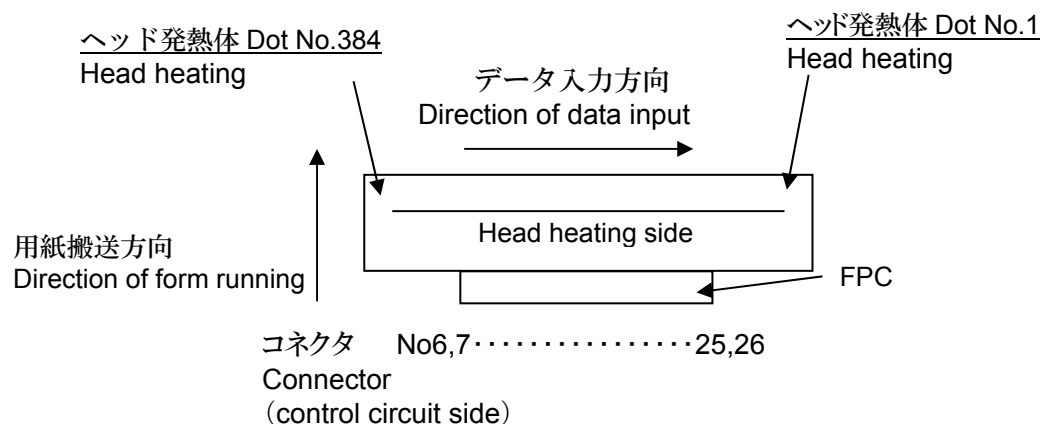 ヘッド発熱体 Dot No.384
Head heating
ヘッド発熱体 Dot No.1
Head heating
データ入力方向
Direction of data input
Head heating side
用紙搬送方向
Direction of form running
FPC
コネクタ No6,7・・・・・・・・・・・・・・・・25,26
Connector
（control circuit side）